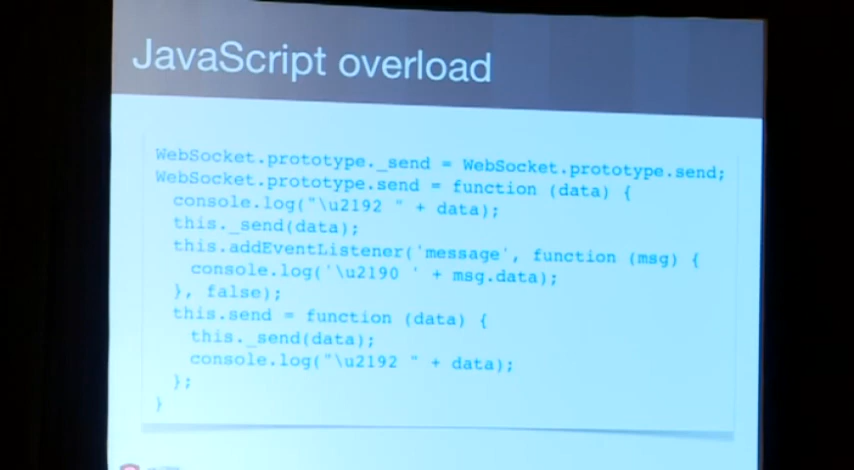 JavaScript overload
WebSocket.prototype._send = WebSocket.prototype.send;
WebSocket.prototype.send = function (data) {
console.log("\u2192 " + data);
this._send(data);
this.addEventListener('message', function (msg) {
console.log('\u2190 ' + msg.data);
}, false);
this.send = function (data) {
this._send(data);
console.log("\u2192 " + data);
};
}